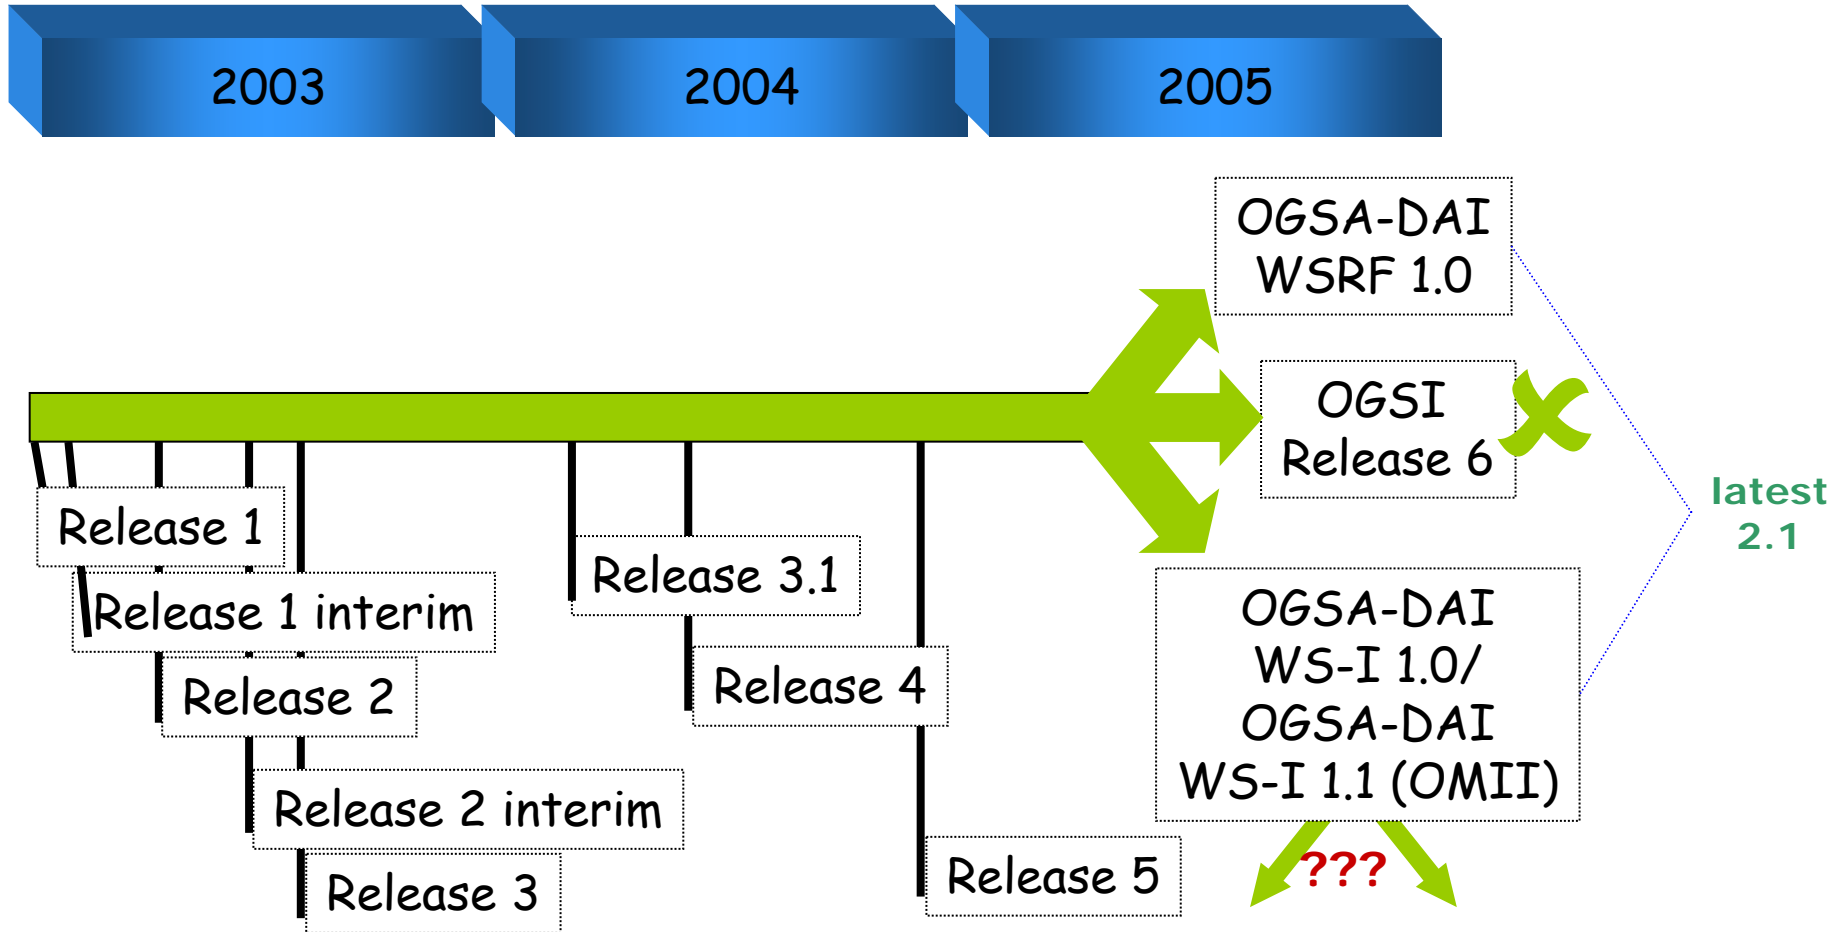 2003
2004
2005
OGSA-DAI
WSRF 1.0
OGSI
Release 6
latest
2.1
Release 1
Release 3.1
Release 1 interim
Release 2
Release 4
OGSA-DAI
WS-I 1.0/
OGSA-DAI
WS-I 1.1 (OMII)
Release 2 interim
Release 3
Release 5
???